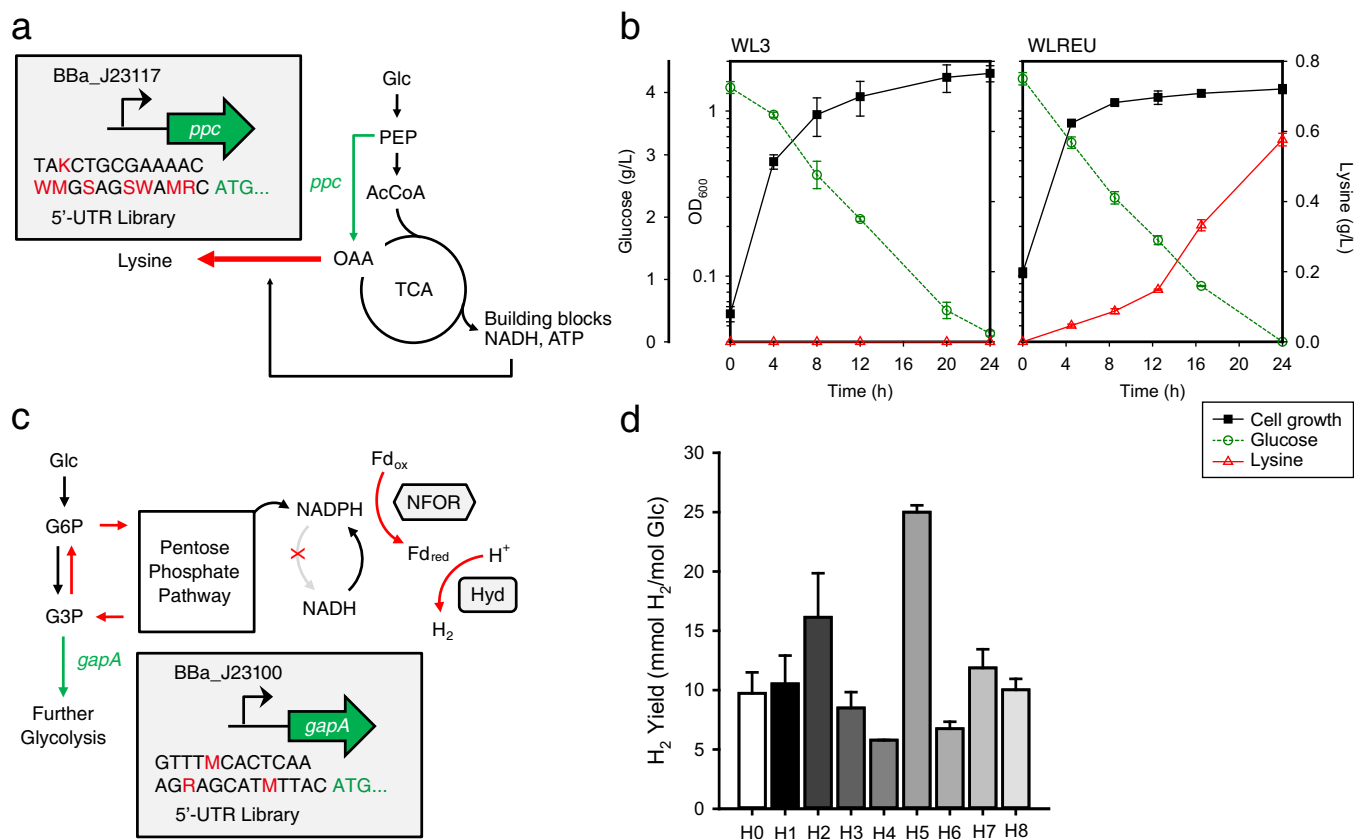 a
BBa_J23117
ppc
TAKCTGCGAAAAC
WMGSAGSWAMRC ATG...
5'-UTR Library
Glc
PEP
ppc
AcCoA
Lysine
OAA
TCA
Building blocks
NADH, ATP
b
WL3
WLREU
Glucose (g/L)
4
3
2
1
0
OD600
1
0.1
0 4 8 12 16 20 24
Time (h)
0 4 8 12 16 20 24
Time (h)
0.8
0.6
0.4
0.2
0.0
Lysine (g/L)
Cell growth
Glucose
Lysine
c
Glc
G6P
G3P
gapA
Further
Glycolysis
Pentose
Phosphate
Pathway
NADPH
X
NADH
Fdox
NFOR
Fdred
H+
Hyd
H2
BBa_J23100
gapA
GTTTMCACTCAA
AGRAGCATMTTAC ATG...
5'-UTR Library
d
H2 Yield (mmol H2/mol Glc)
30
25
20
15
10
5
0
H0 H1 H2 H3 H4 H5 H6 H7 H8